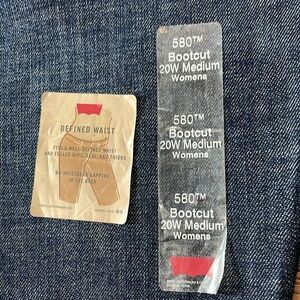 DEFINED WAIST
FITS A WELL-DEFINED WAIST
AND FULLER HIPS, SEAT, AND THIGHS
NO WAISTBAND GAPPING
IN THE BACK
580™
Bootcut
20W Medium
Womens
580™
Bootcut
20W Medium
Womens
580™
Bootcut
20W Medium
Womens